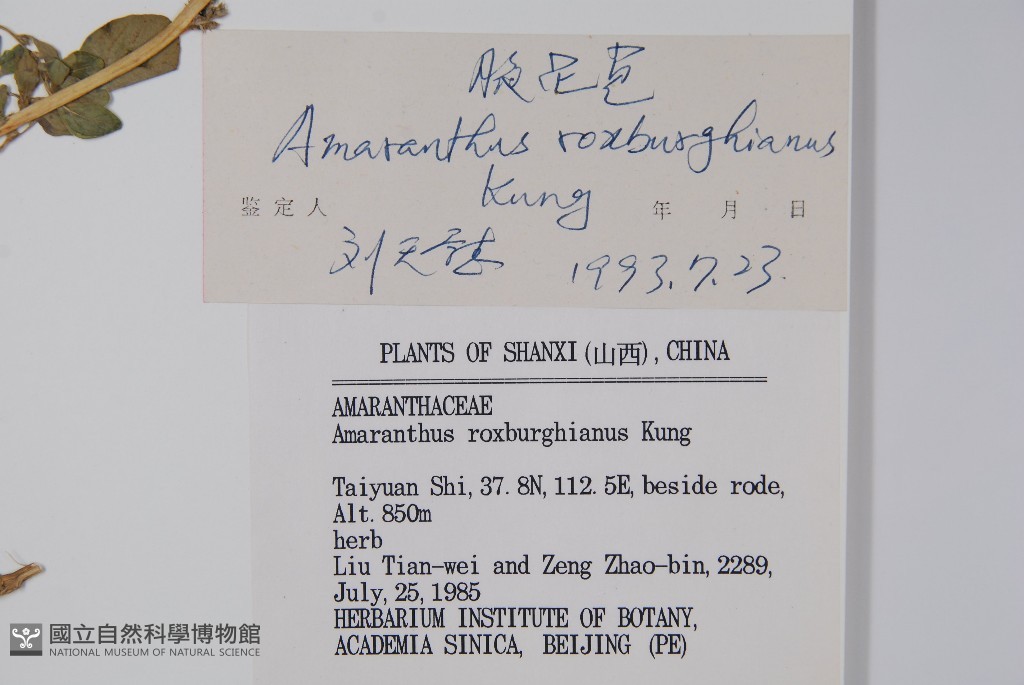 腋花苋
Amaranthus roxburghianus
Kung
鉴定人 年 月 日
刘天慰 1993.7.23.
PLANTS OF SHANXI(山西), CHINA
AMARANTHACEAE
Amaranthus roxburghianus Kung
Taiyuan Shi, 37.8N, 112.5E, beside rode,
Alt. 850m
herb
Liu Tian-wei and Zeng Zhao-bin, 2289,
July, 25, 1985
HERBARIUM INSTITUTE OF BOTANY,
ACADEMIA SINICA, BEIJING (PE)
國立自然科學博物館
NATIONAL MUSEUM OF NATURAL SCIENCE